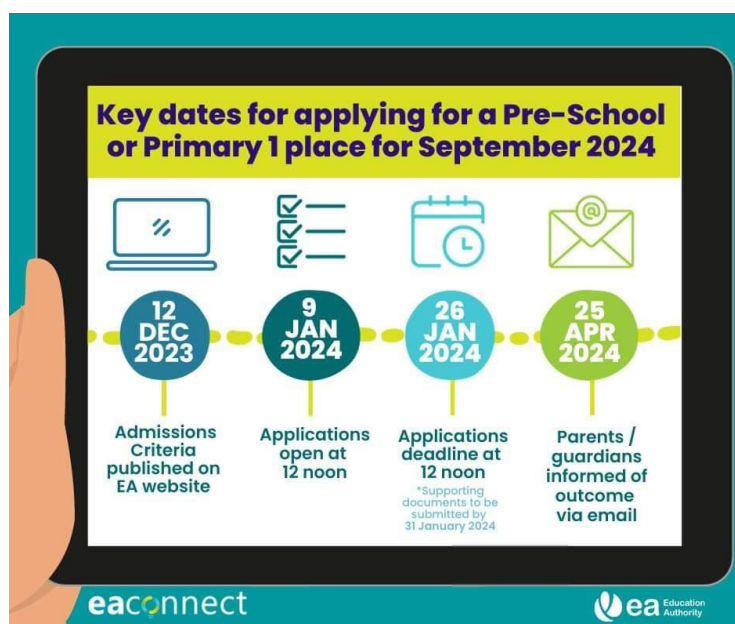 Key dates for applying for a Pre-School
or Primary 1 place for September 2024
12
DEC
2023
Admissions
Criteria
published on
EA website
9
JAN
2024
Applications
open at
12 noon
26
JAN
2024
Applications
deadline at
12 noon
*Supporting
documents to be
submitted by
31 January 2024
25
APR
2024
Parents /
guardians
informed of
outcome
via email
eaconnect
ea Education
Authority